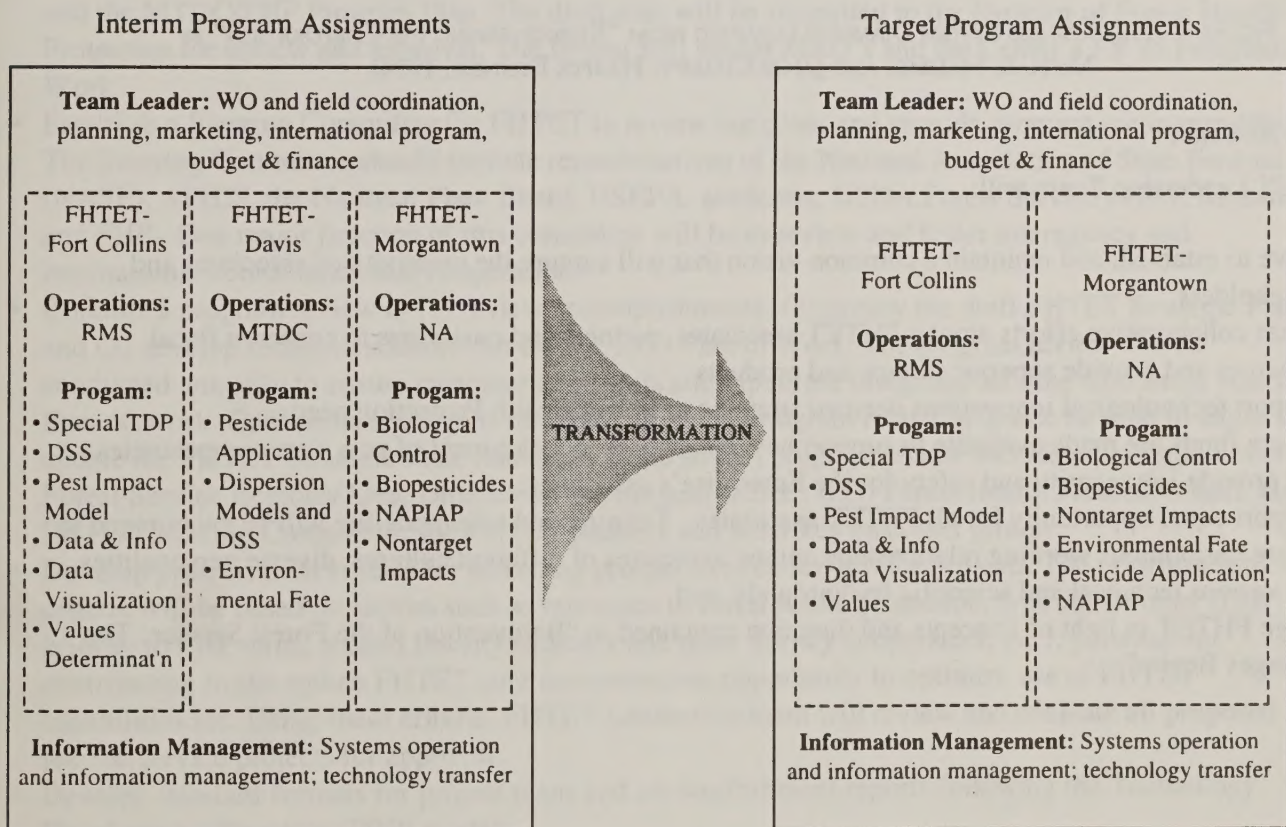 Interim Program Assignments
Team Leader: WO and field coordination,
planning, marketing, international program,
budget & finance
FHTET-
Fort Collins
Operations:
RMS
Progam:
• Special TDP
• DSS
• Pest Impact
Model
• Data & Info
• Data
Visualization
• Values
Determinat'n
FHTET-
Davis
Operations:
MTDC
Progam:
• Pesticide
Application
• Dispersion
Models and
DSS
• Environ-
mental Fate
FHTET-
Morgantown
Operations:
NA
Progam:
• Biological
Control
• Biopesticides
• NAPIAP
• Nontarget
Impacts
Information Management: Systems operation
and information management; technology transfer
TRANSFORMATION
Target Program Assignments
Team Leader: WO and field coordination,
planning, marketing, international program,
budget & finance
FHTET-
Fort Collins
Operations:
RMS
Progam:
• Special TDP
• DSS
• Pest Impact Model
• Data & Info
• Data Visualization
• Values
FHTET-
Morgantown
Operations:
NA
Progam:
• Biological Control
• Biopesticides
• Nontarget Impacts
• Environmental Fate
• Pesticide Application
• NAPIAP
Information Management: Systems operation
and information management; technology transfer